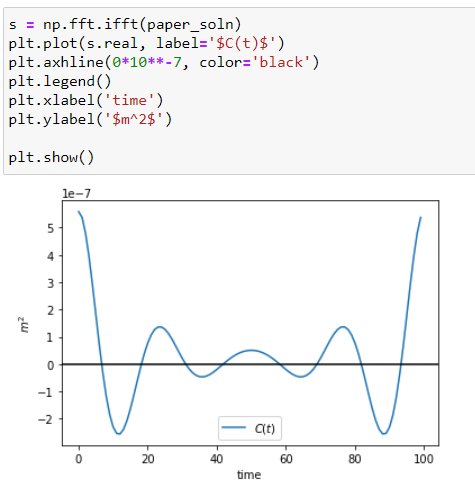 s = np.fft.ifft(paper_soln)
plt.plot(s.real, label='$C(t)$')
plt.axhline(0*10**-7, color='black')
plt.legend()
plt.xlabel('time')
plt.ylabel('$m^2$')
plt.show()
1e−7
5
4
3
2
1
0
−1
−2
m²
C(t)
0 20 40 60 80 100
time